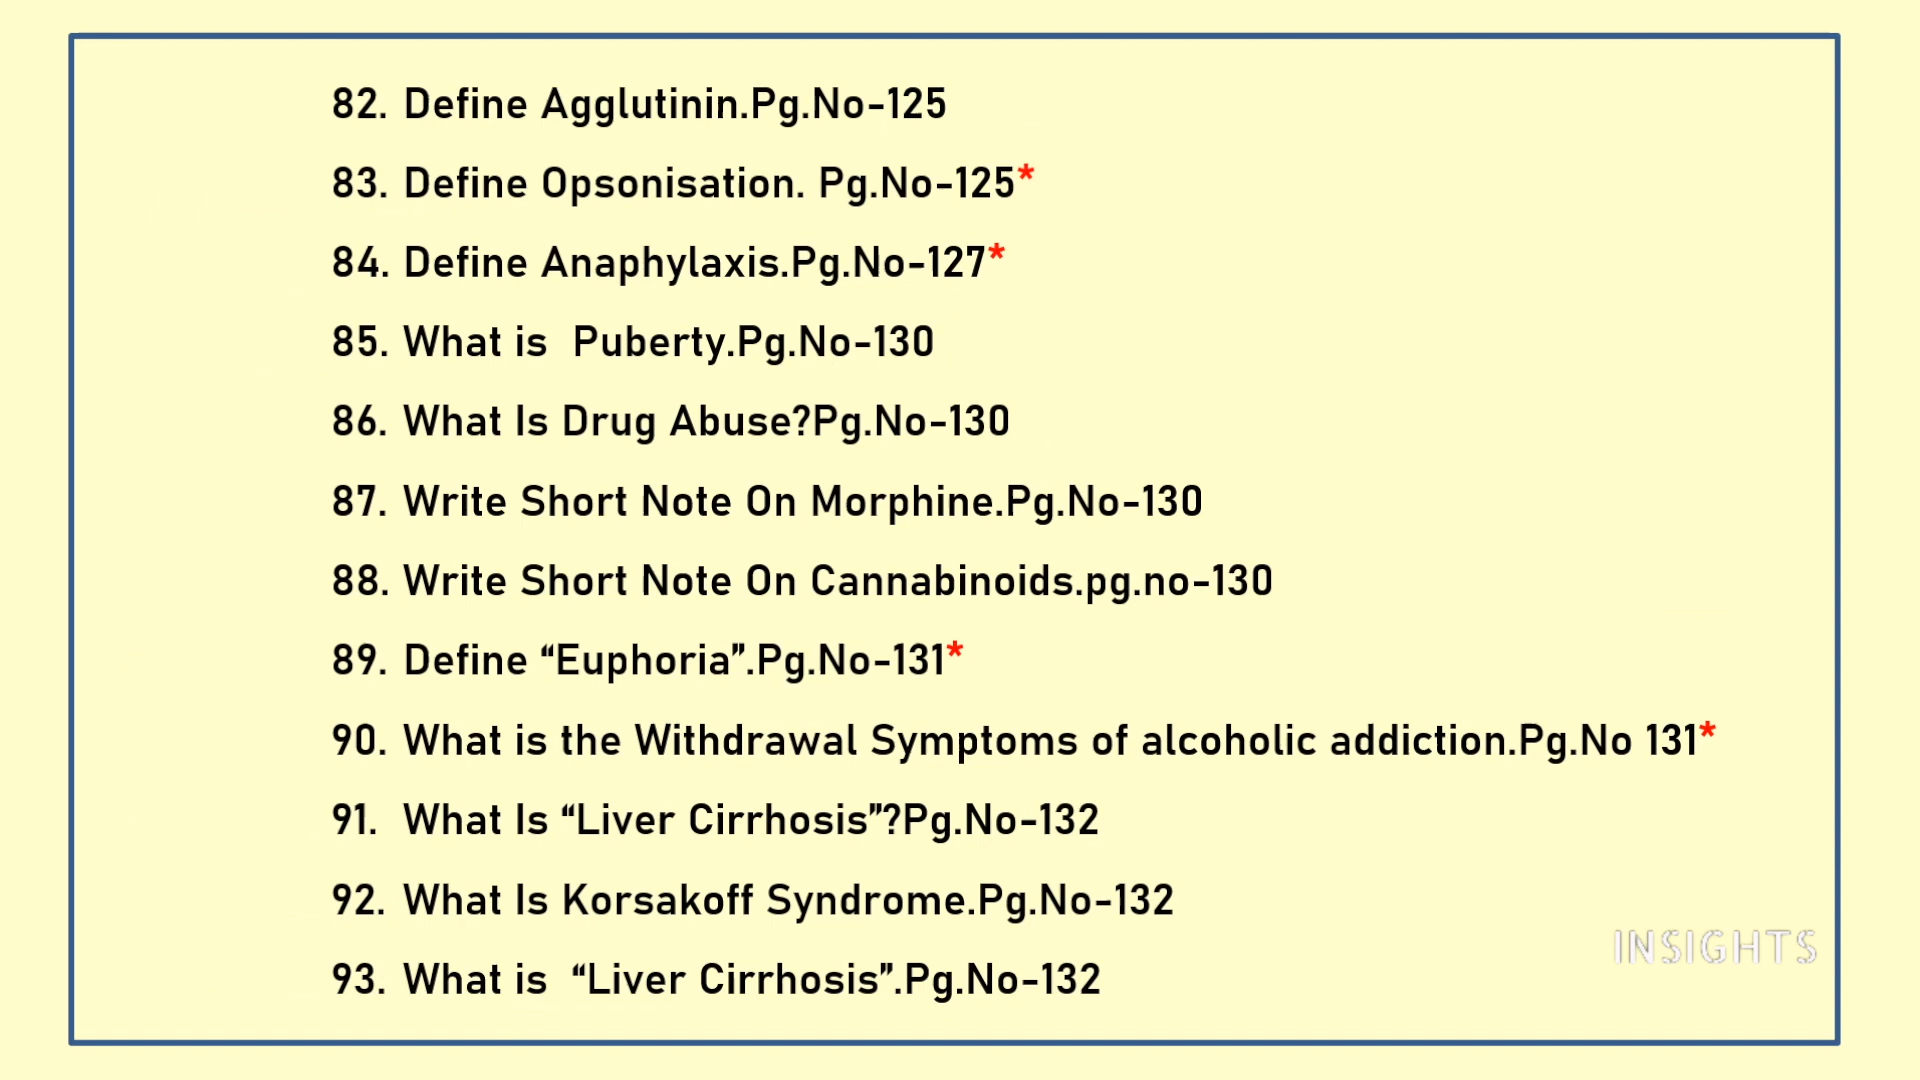 82. Define Agglutinin.Pg.No-125
83. Define Opsonisation. Pg.No-125*
84. Define Anaphylaxis.Pg.No-127*
85. What is  Puberty.Pg.No-130
86. What Is Drug Abuse?Pg.No-130
87. Write Short Note On Morphine.Pg.No-130
88. Write Short Note On Cannabinoids.pg.no-130
89. Define “Euphoria”.Pg.No-131*
90. What is the Withdrawal Symptoms of alcoholic addiction.Pg.No 131*
91. What Is “Liver Cirrhosis”?Pg.No-132
92. What Is Korsakoff Syndrome.Pg.No-132
INSIGHTS
93. What is  “Liver Cirrhosis”.Pg.No-132